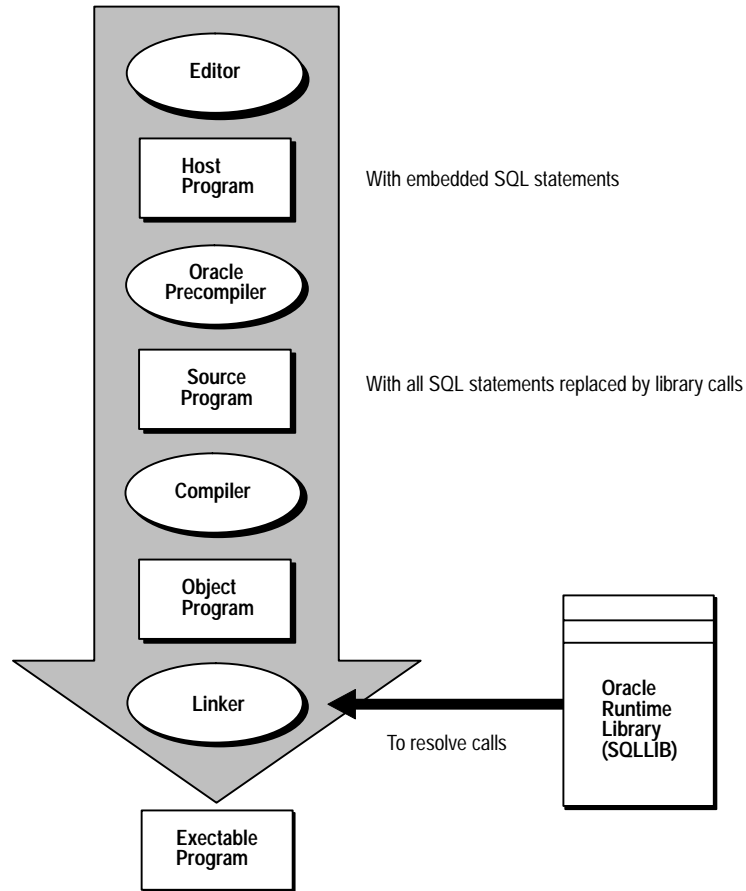 Editor
Host
Program
With embedded SQL statements
Oracle
Precompiler
Source
Program
With all SQL statements replaced by library calls
Compiler
Object
Program
Linker
To resolve calls
Oracle
Runtime
Library
(SQLLIB)
Exectable
Program